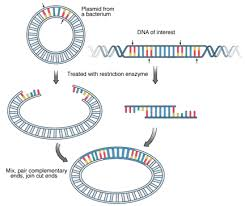 Plasmid from
a bacterium
DNA of interest
Treated with restriction enzyme
Mix, pair complementary
ends, join cut ends